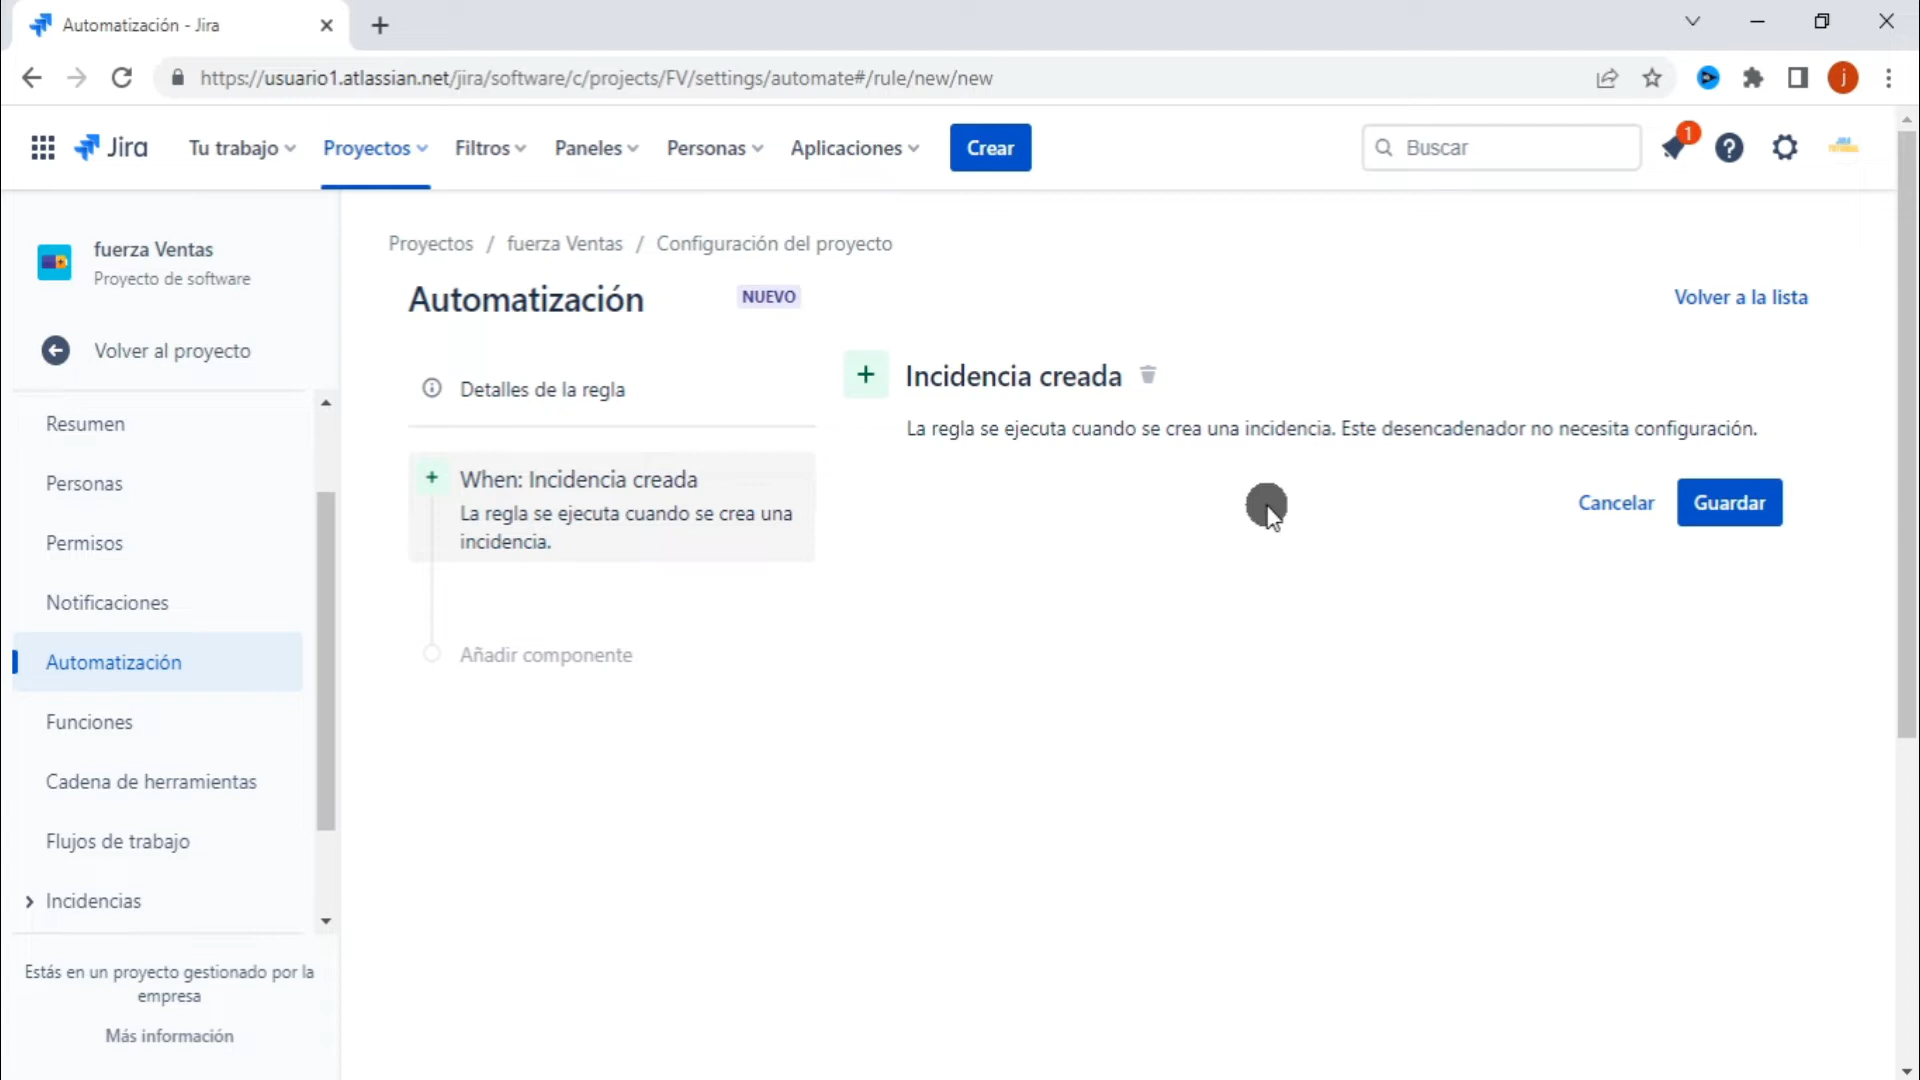 Automatización - Jira
https://usuario1.atlassian.net/jira/software/c/projects/FV/settings/automate#/rule/new/new
j
Jira
Tu trabajo
Proyectos
Filtros
Paneles
Personas
Aplicaciones
Crear
Buscar
1
fuerza Ventas
Proyecto de software
Volver al proyecto
Resumen
Personas
Permisos
Notificaciones
Automatización
Funciones
Cadena de herramientas
Flujos de trabajo
Incidencias
Estás en un proyecto gestionado por la
empresa
Más información
Proyectos / fuerza Ventas / Configuración del proyecto
Automatización
NUEVO
Volver a la lista
Detalles de la regla
When: Incidencia creada
La regla se ejecuta cuando se crea una
incidencia.
Añadir componente
Incidencia creada
La regla se ejecuta cuando se crea una incidencia. Este desencadenador no necesita configuración.
Cancelar
Guardar